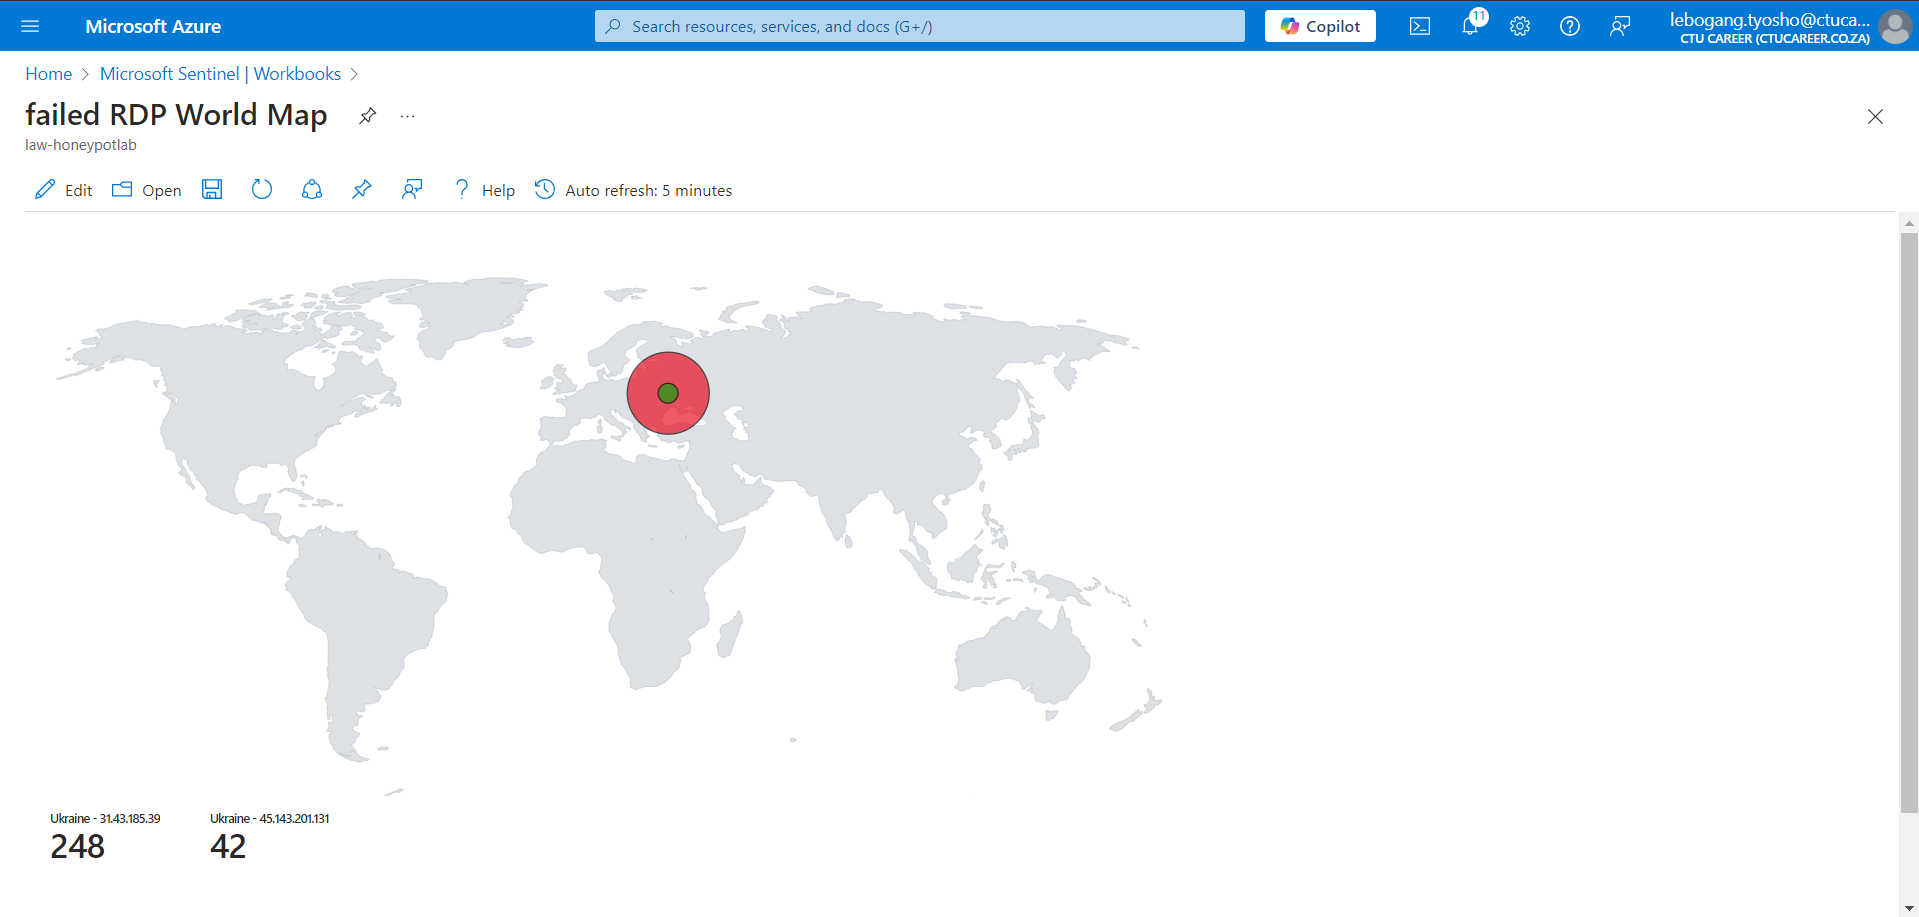 Microsoft Azure
Search resources, services, and docs (G+/)
Copilot
11
lebogang.tyosho@ctuca...
CTU CAREER (CTUCAREER.CO.ZA)
Home > Microsoft Sentinel | Workbooks >
failed RDP World Map ...
law-honeypotlab
Edit Open Help Auto refresh: 5 minutes
Ukraine - 31.43.185.39 Ukraine - 45.143.201.131
248 42